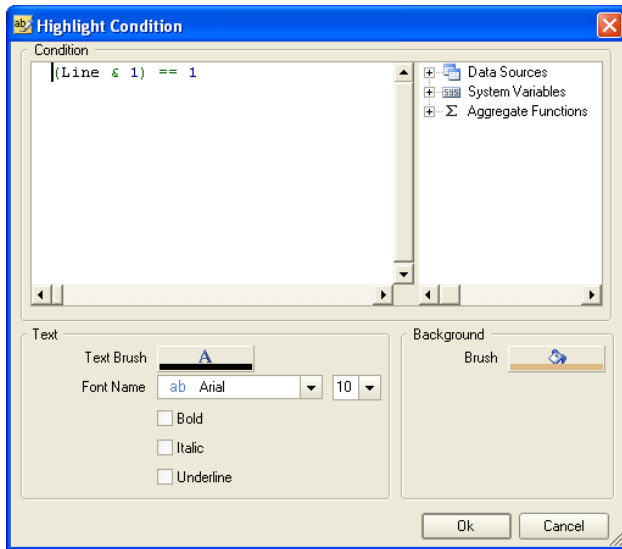 Highlight Condition
Condition
(Line & 1) == 1
Data Sources
sys System Variables
Σ Aggregate Functions
Text
Text Brush A
Font Name ab Arial 10
Bold
Italic
Underline
Background
Brush
Ok Cancel